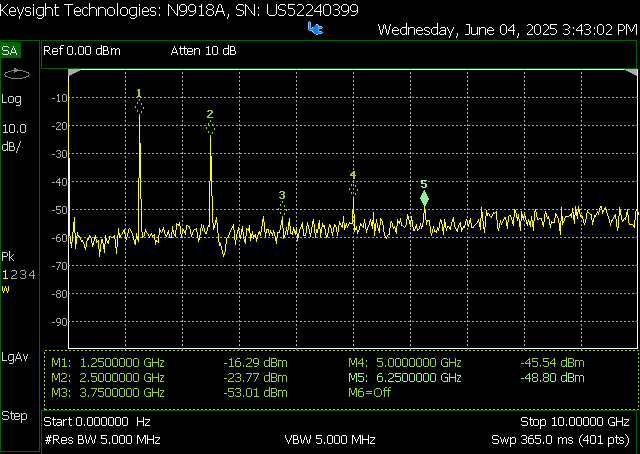 Keysight Technologies: N9918A, SN: US52240399
Wednesday, June 04, 2025 3:43:02 PM
SA Ref 0.00 dBm Atten 10 dB
Log
10.0
dB/
Pk
1234
W
LgAv
Step
-10
-20
-30
-40
-50
-60
-70
-80
-90
1
2
3
4
5
M1: 1.2500000 GHz -16.29 dBm M4: 5.0000000 GHz -45.54 dBm
M2: 2.5000000 GHz -23.77 dBm M5: 6.2500000 GHz -48.80 dBm
M3: 3.7500000 GHz -53.01 dBm M6=Off
Start 0.000000 Hz Stop 10.00000 GHz
#Res BW 5.000 MHz VBW 5.000 MHz Swp 365.0 ms (401 pts)